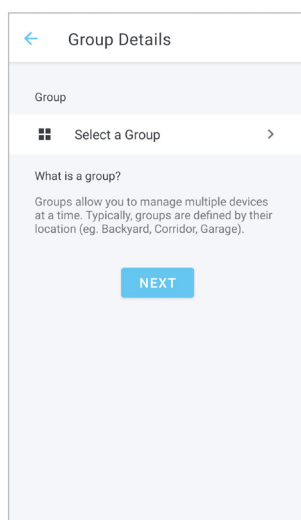 Group Details
Group
Select a Group
What is a group?
Groups allow you to manage multiple devices
at a time. Typically, groups are defined by their
location (eg. Backyard, Corridor, Garage).
NEXT